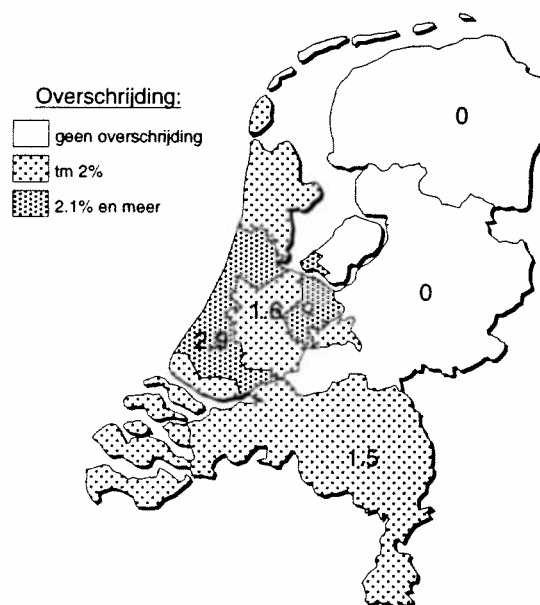 Overschrijding:
geen overschrijding
tm 2%
2.1% en meer
0
0
1.6
2.9
1.5